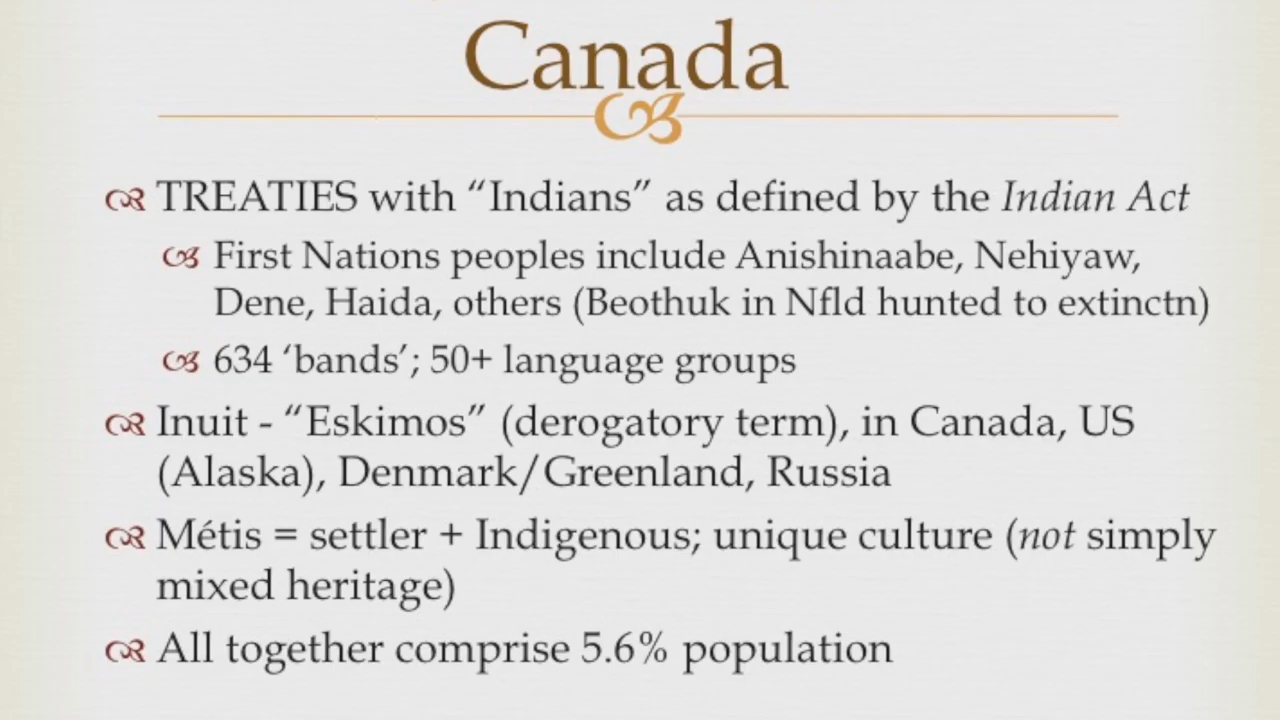 Canada
TREATIES with “Indians” as defined by the Indian Act
First Nations peoples include Anishinaabe, Nehiyaw,
Dene, Haida, others (Beothuk in Nfld hunted to extinctn)
634 ‘bands’; 50+ language groups
Inuit - “Eskimos” (derogatory term), in Canada, US
(Alaska), Denmark/Greenland, Russia
Métis = settler + Indigenous; unique culture (not simply
mixed heritage)
All together comprise 5.6% population